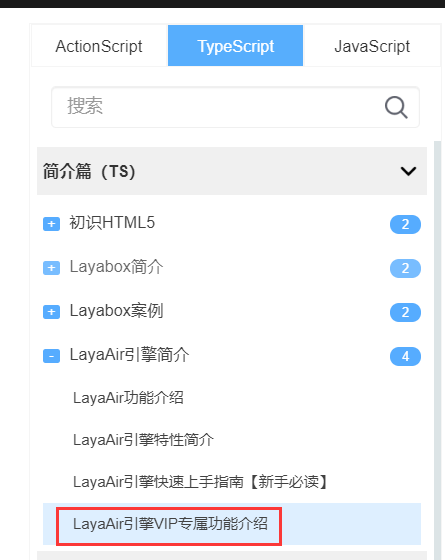 ActionScript TypeScript JavaScript
搜索
简介篇（TS）
+ 初识HTML5 2
+ Layabox简介 2
+ Layabox案例 2
- LayaAir引擎简介 4
LayaAir功能介绍
LayaAir引擎特性简介
LayaAir引擎快速上手指南【新手必读】
LayaAir引擎VIP专属功能介绍